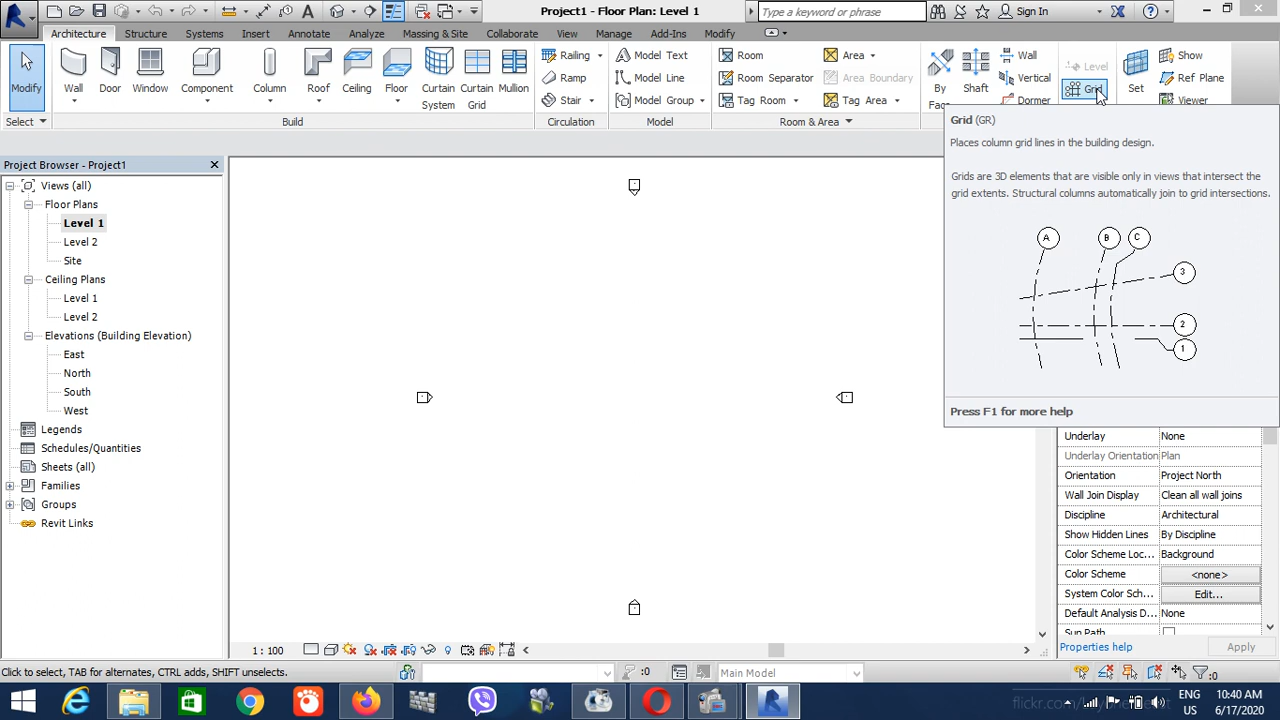 Project1 - Floor Plan: Level 1
Type a keyword or phrase
Sign In
Architecture Structure Systems Insert Annotate Analyze Massing & Site Collaborate View Manage Add-Ins Modify
Modify Wall Door Window Component Column Roof Ceiling Floor Curtain System Curtain Grid Mullion
Railing
Ramp
Stair
Model Text
Model Line
Model Group
Room
Room Separator
Tag Room
Area
Area Boundary
Tag Area
By Face
Shaft
Wall
Vertical
Dormer
Level
Grid
Set
Show
Ref Plane
Viewer
Select Build Circulation Model Room & Area
Grid (GR)
Places column grid lines in the building design.
Grids are 3D elements that are visible only in views that intersect the
grid extents. Structural columns automatically join to grid intersections.
A B C
3
2
1
Press F1 for more help
Project Browser - Project1
Views (all)
Floor Plans
Level 1
Level 2
Site
Ceiling Plans
Level 1
Level 2
Elevations (Building Elevation)
East
North
South
West
Legends
Schedules/Quantities
Sheets (all)
Families
Groups
Revit Links
Underlay None
Underlay Orientation Plan
Orientation Project North
Wall Join Display Clean all wall joins
Discipline Architectural
Show Hidden Lines By Discipline
Color Scheme Loc... Background
Color Scheme <none>
System Color Sch... Edit...
Default Analysis D... None
Sun Path
Properties help Apply
1 : 100
Click to select, TAB for alternates, CTRL adds, SHIFT unselects.
:0 Main Model :0
ENG 10:40 AM
US 6/17/2020